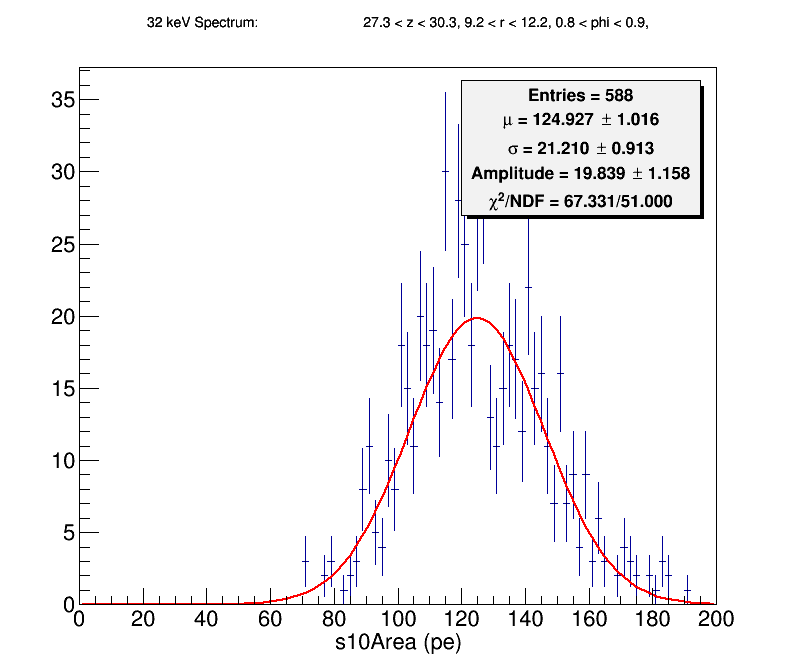 32 keV Spectrum: 27.3 < z < 30.3, 9.2 < r < 12.2, 0.8 < phi < 0.9,
Entries = 588
μ = 124.927 ± 1.016
σ = 21.210 ± 0.913
Amplitude = 19.839 ± 1.158
χ²/NDF = 67.331/51.000
35
30
25
20
15
10
5
0
0 20 40 60 80 100 120 140 160 180 200
s10Area (pe)